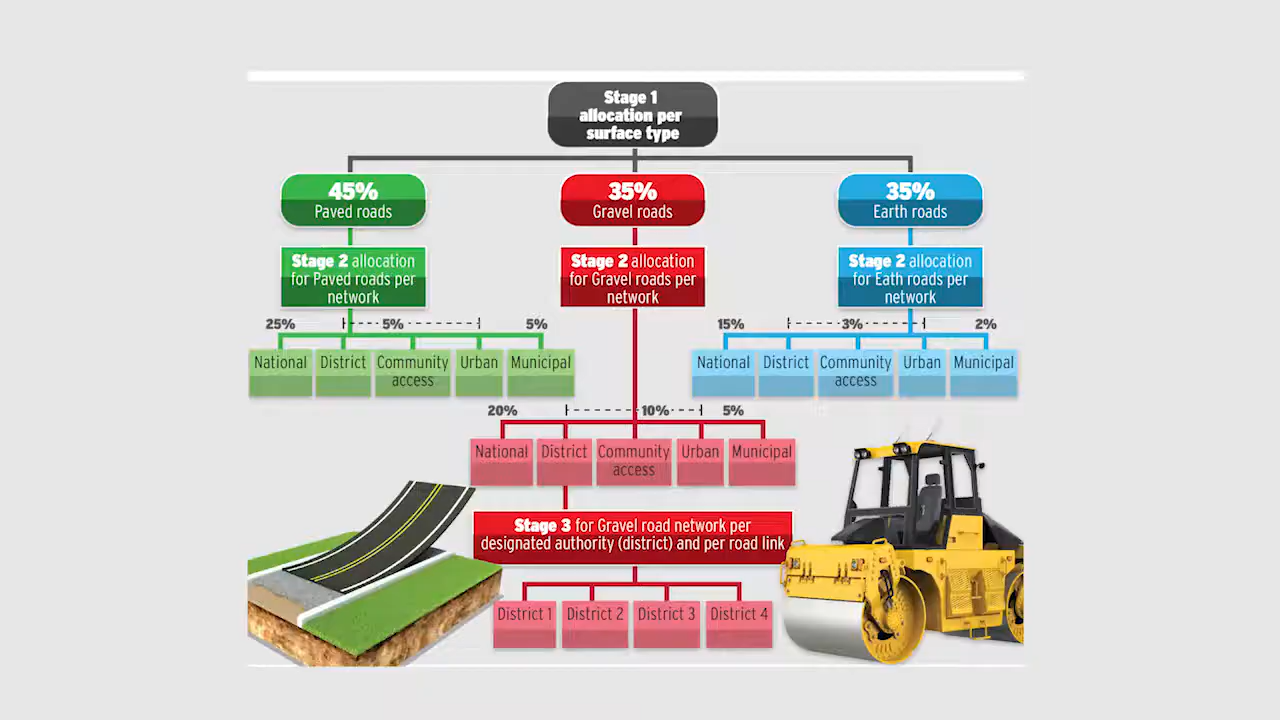 Stage 1
allocation per
surface type
45%
Paved roads
35%
Gravel roads
35%
Earth roads
Stage 2 allocation
for Paved roads per
network
Stage 2 allocation
for Gravel roads per
network
Stage 2 allocation
for Eath roads per
network
25% 5% 5%
National District Community access Urban Municipal
15% 3% 2%
National District Community access Urban Municipal
20% 10% 5%
National District Community access Urban Municipal
Stage 3 for Gravel road network per
designated authority (district) and per road link
District 1 District 2 District 3 District 4